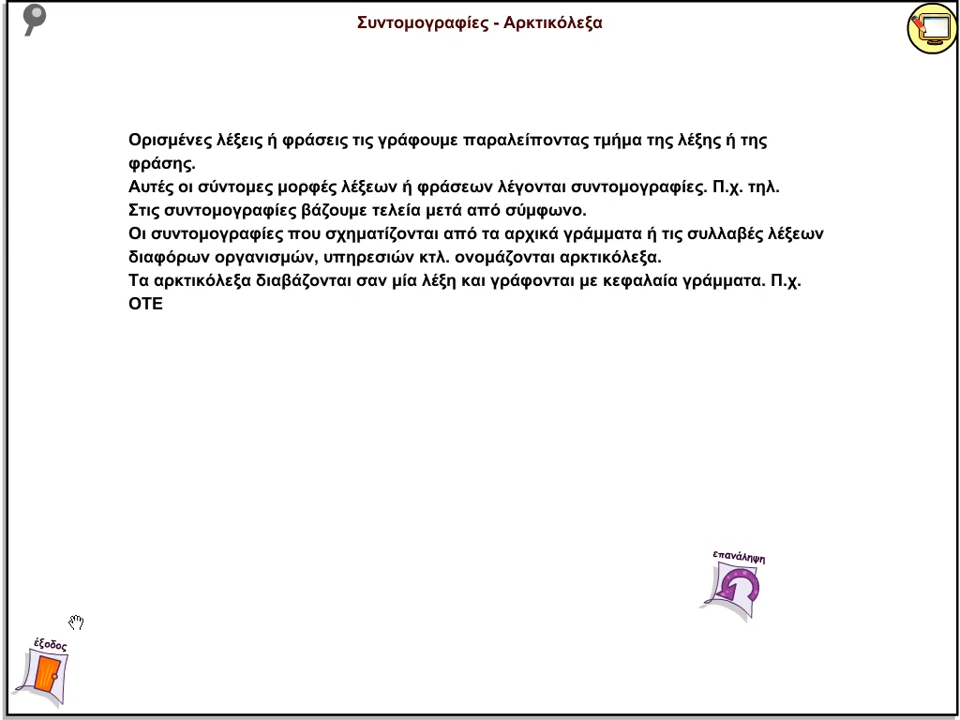 Συντομογραφίες - Αρκτικόλεξα
Ορισμένες λέξεις ή φράσεις τις γράφουμε παραλείποντας τμήμα της λέξης ή της
φράσης.
Αυτές οι σύντομες μορφές λέξεων ή φράσεων λέγονται συντομογραφίες. Π.χ. τηλ.
Στις συντομογραφίες βάζουμε τελεία μετά από σύμφωνο.
Οι συντομογραφίες που σχηματίζονται από τα αρχικά γράμματα ή τις συλλαβές λέξεων
διαφόρων οργανισμών, υπηρεσιών κτλ. ονομάζονται αρκτικόλεξα.
Τα αρκτικόλεξα διαβάζονται σαν μία λέξη και γράφονται με κεφαλαία γράμματα. Π.χ.
ΟΤΕ
επανάληψη
έξοδος